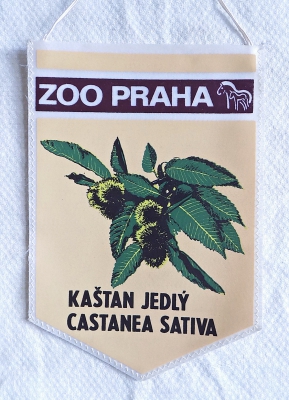 ZOO PRAHA
KAŠTAN JEDLÝ
CASTANEA SATIVA